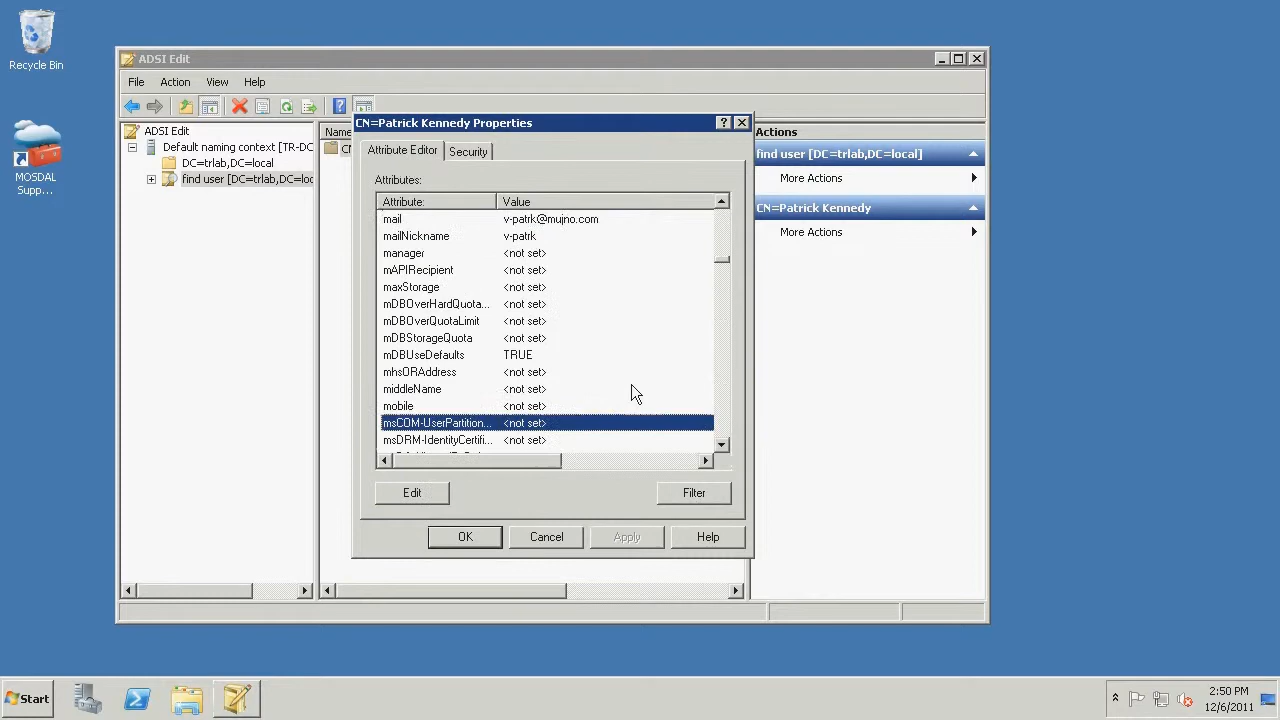 Recycle Bin
MOSDAL
Supp...
ADSI Edit
File Action View Help
ADSI Edit
Default naming context [TR-DC
DC=trlab,DC=local
find user [DC=trlab,DC=loc
Name
CN=Patrick Kennedy Properties
Attribute Editor Security
Attributes:
Attribute: Value
mail v-patrk@mujno.com
mailNickname v-patrk
manager <not set>
mAPIRecipient <not set>
maxStorage <not set>
mDBOverHardQuota... <not set>
mDBOverQuotaLimit <not set>
mDBStorageQuota <not set>
mDBUseDefaults TRUE
mhsORAddress <not set>
middleName <not set>
mobile <not set>
msCOM-UserPartition... <not set>
msDRM-IdentityCertifi... <not set>
Edit Filter
OK Cancel Apply Help
Actions
find user [DC=trlab,DC=local]
More Actions
CN=Patrick Kennedy
More Actions
Start
2:50 PM
12/6/2011